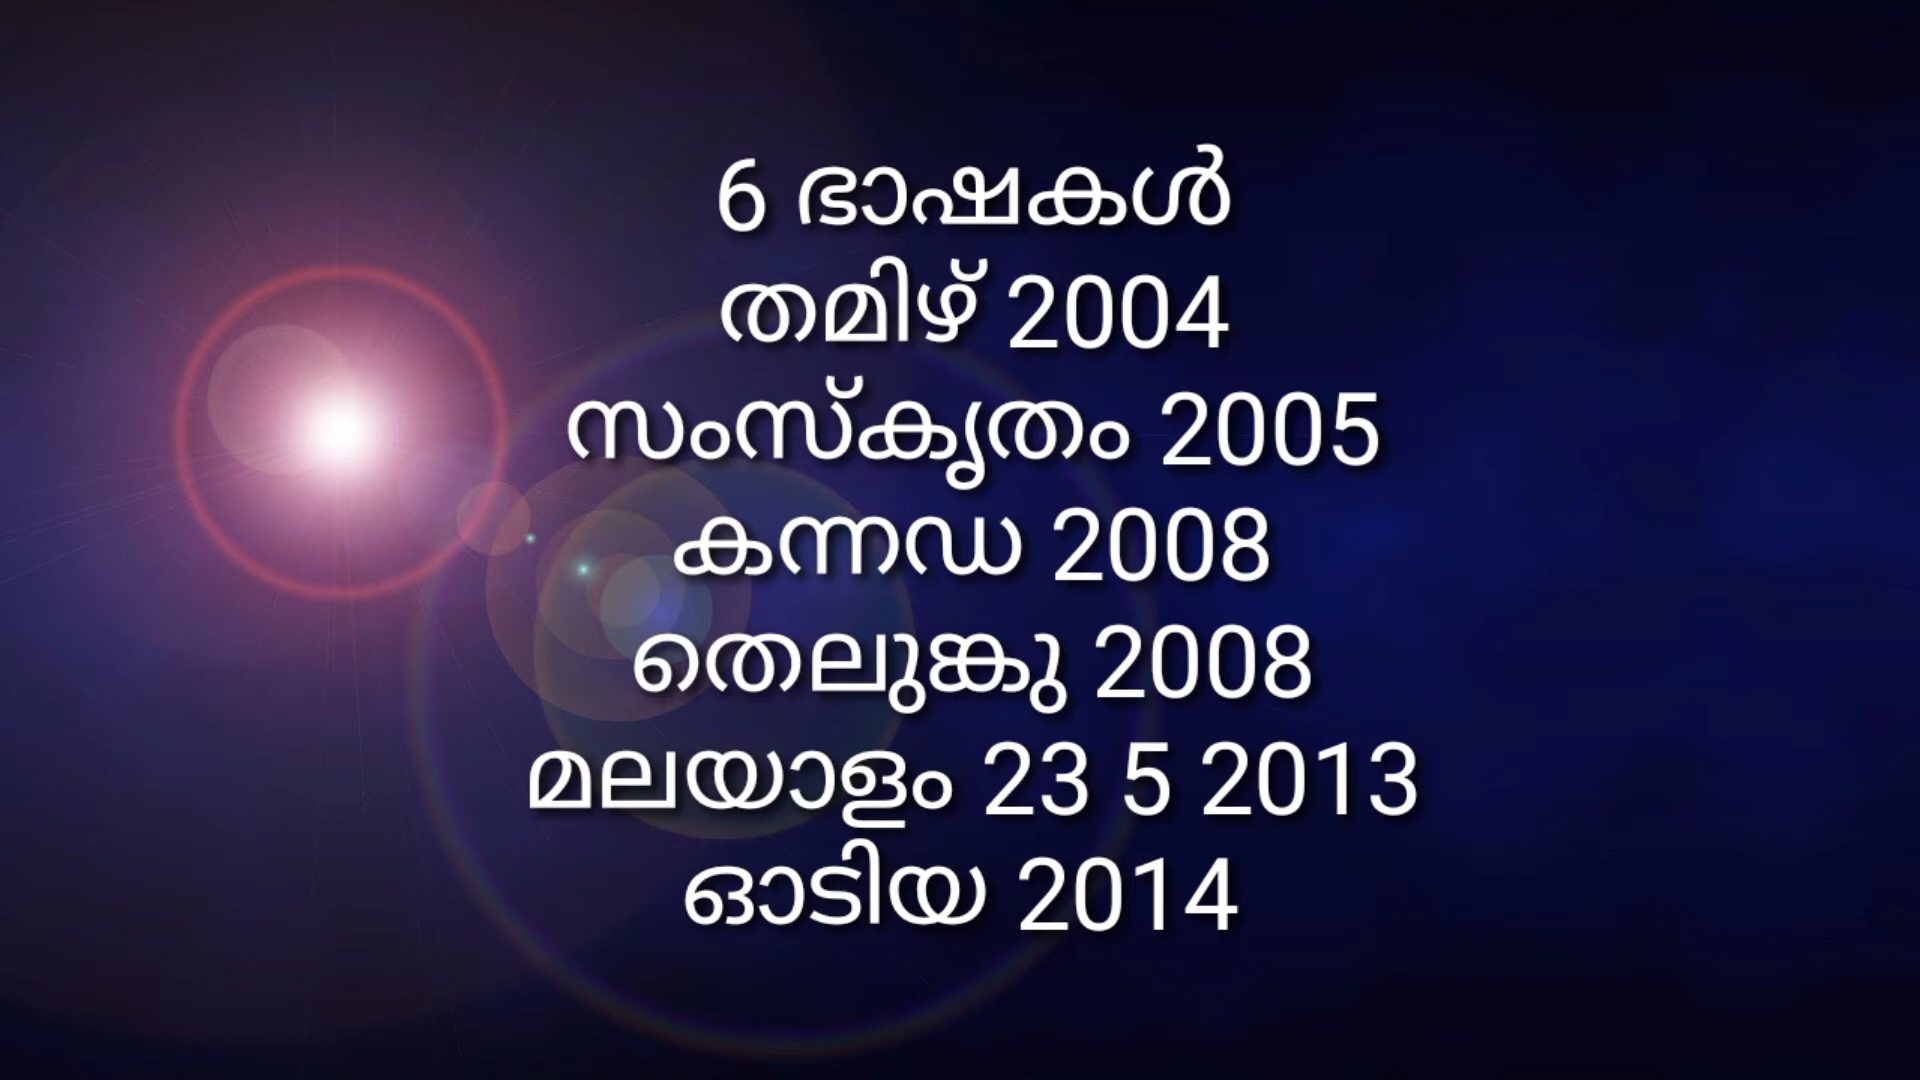 6 ഭാഷകൾ
തമിഴ് 2004
സംസ്കൃതം 2005
കന്നഡ 2008
തെലുങ്കു 2008
മലയാളം 23 5 2013
ഓടിയ 2014